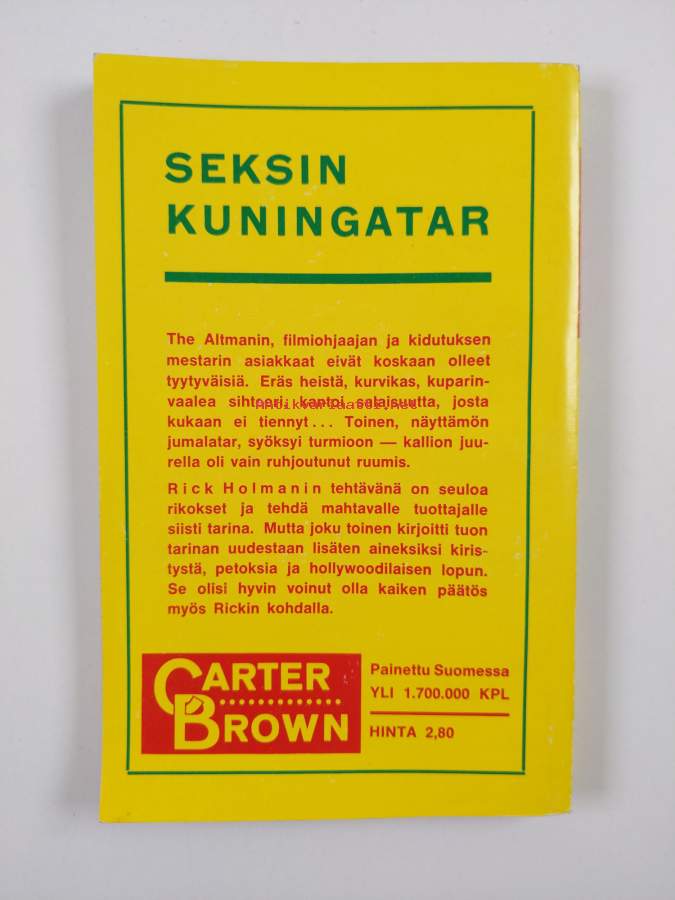 SEKSIN
KUNINGATAR
The Altmanin, filmiohjaajan ja kidutuksen
mestarin asiakkaat eivät koskaan olleet
tyytyväisiä. Eräs heistä, kurvikas, kuparin-
vaalea sihteeri, kantoi salaisuutta, josta
Antikvariaatti.net
kukaan ei tiennyt... Toinen, näyttämön
jumalatar, syöksyi turmioon — kallion juu-
rella oli vain ruhjoutunut ruumis.
Rick Holmanin tehtävänä on seuloa
rikokset ja tehdä mahtavalle tuottajalle
siisti tarina. Mutta joku toinen kirjoitti tuon
tarinan uudestaan lisäten aineksiksi kiris-
tystä, petoksia ja hollywoodilaisen lopun.
Se olisi hyvin voinut olla kaiken päätös
myös Rickin kohdalla.
CARTER
BROWN
Painettu Suomessa
YLI 1.700.000 KPL
HINTA 2,80